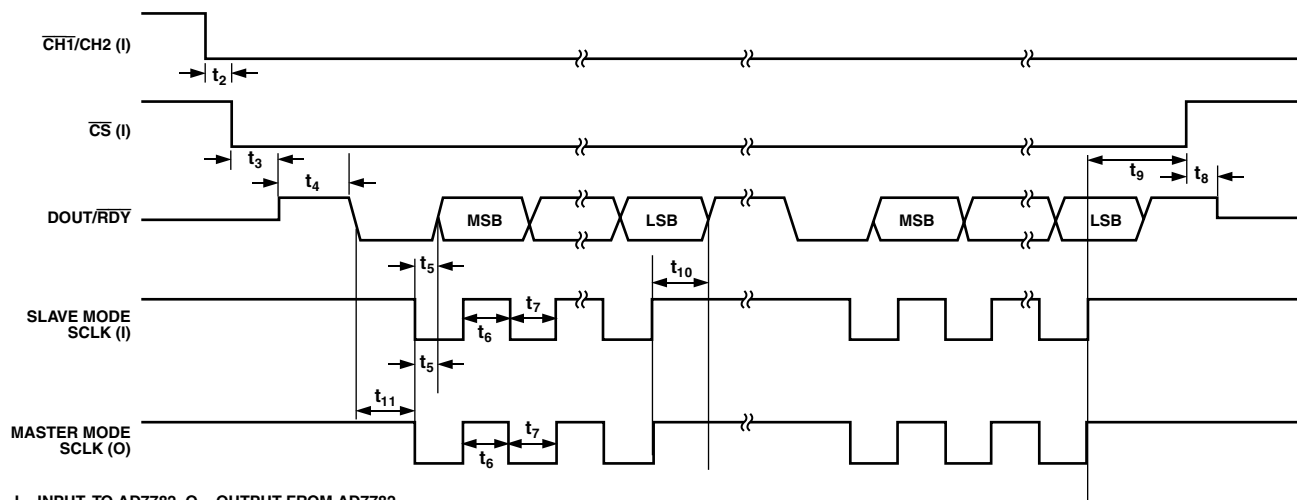 CH1/CH2 (I)
t2
CS (I)
t3
t4
t9
t8
DOUT/RDY
MSB
LSB
MSB
LSB
t5
t10
SLAVE MODE
SCLK (I)
t6
t7
t5
t11
MASTER MODE
SCLK (O)
t6
t7
I = INPUT TO AD7782, O = OUTPUT FROM AD7782